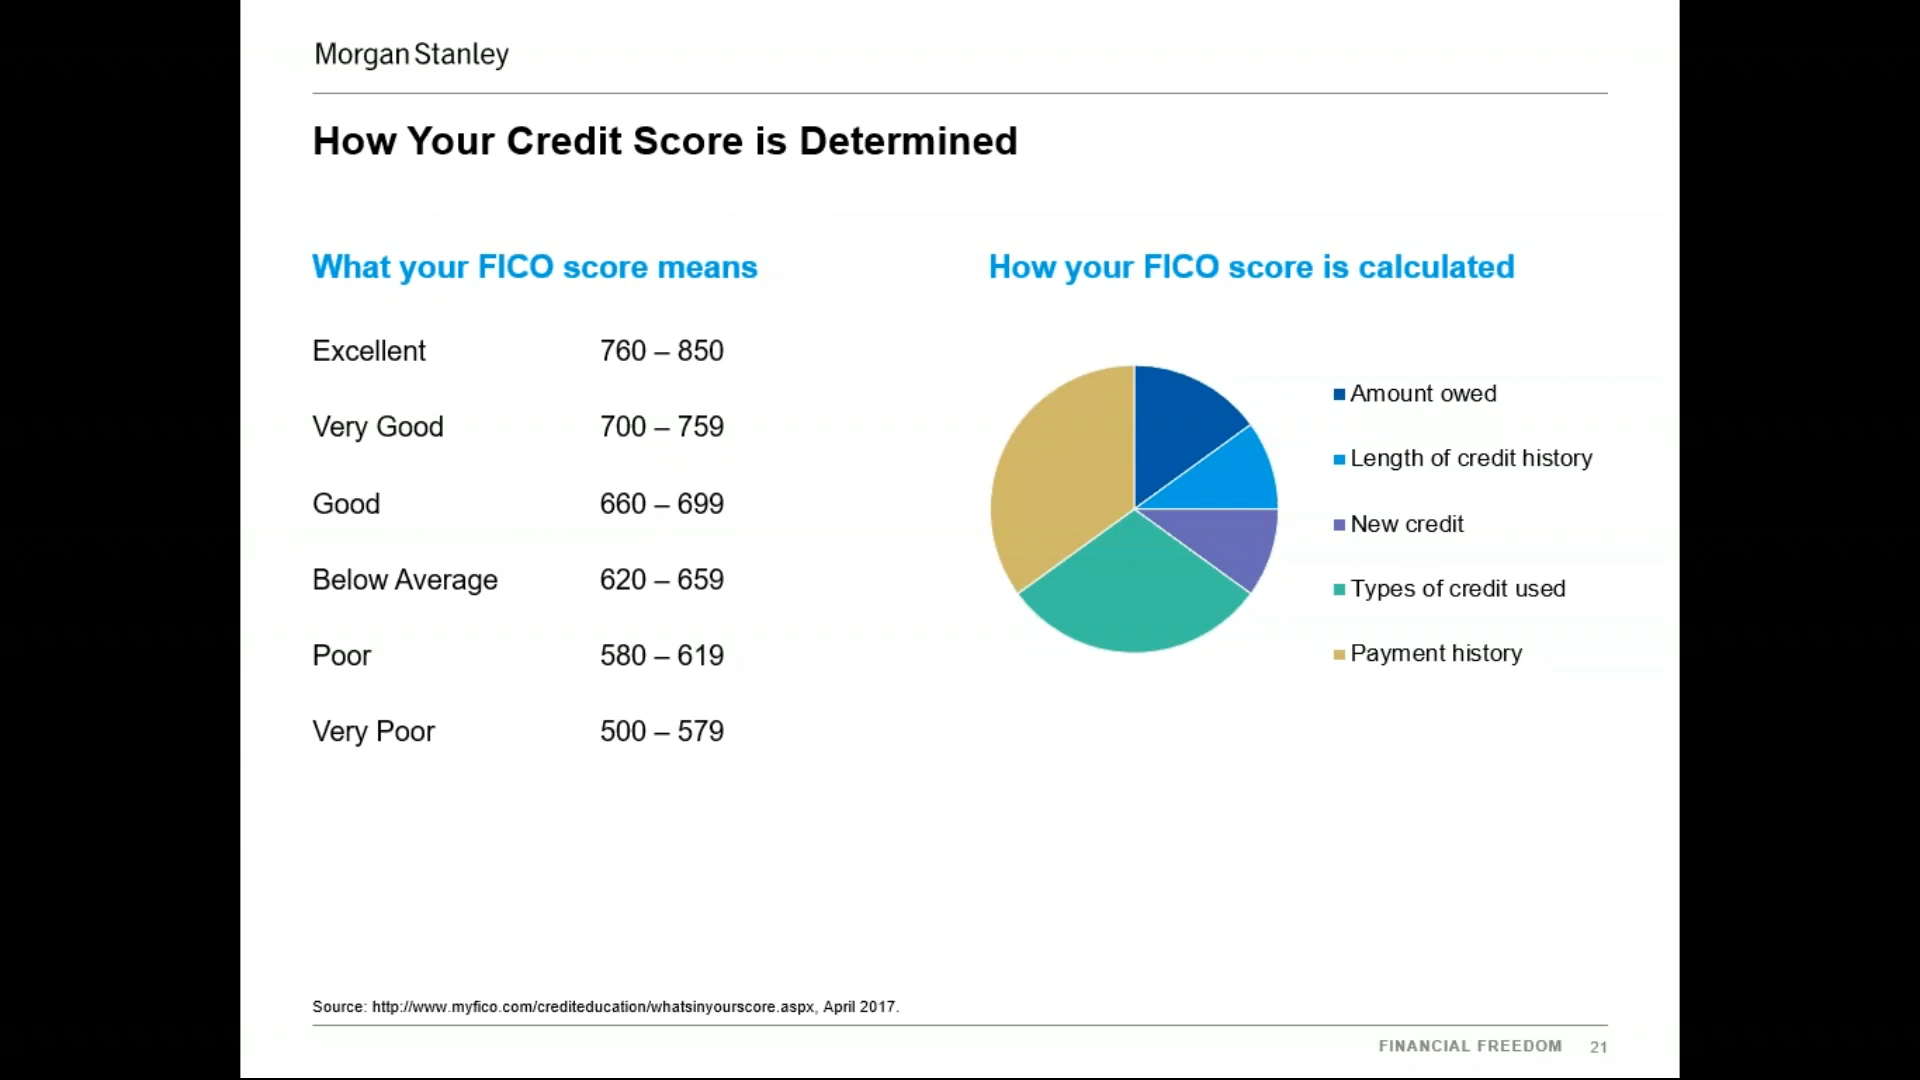 Morgan Stanley
How Your Credit Score is Determined
What your FICO score means
Excellent 760 – 850
Very Good 700 – 759
Good 660 – 699
Below Average 620 – 659
Poor 580 – 619
Very Poor 500 – 579
How your FICO score is calculated
Amount owed
Length of credit history
New credit
Types of credit used
Payment history
Source: http://www.myfico.com/crediteducation/whatsinyourscore.aspx, April 2017.
FINANCIAL FREEDOM 21